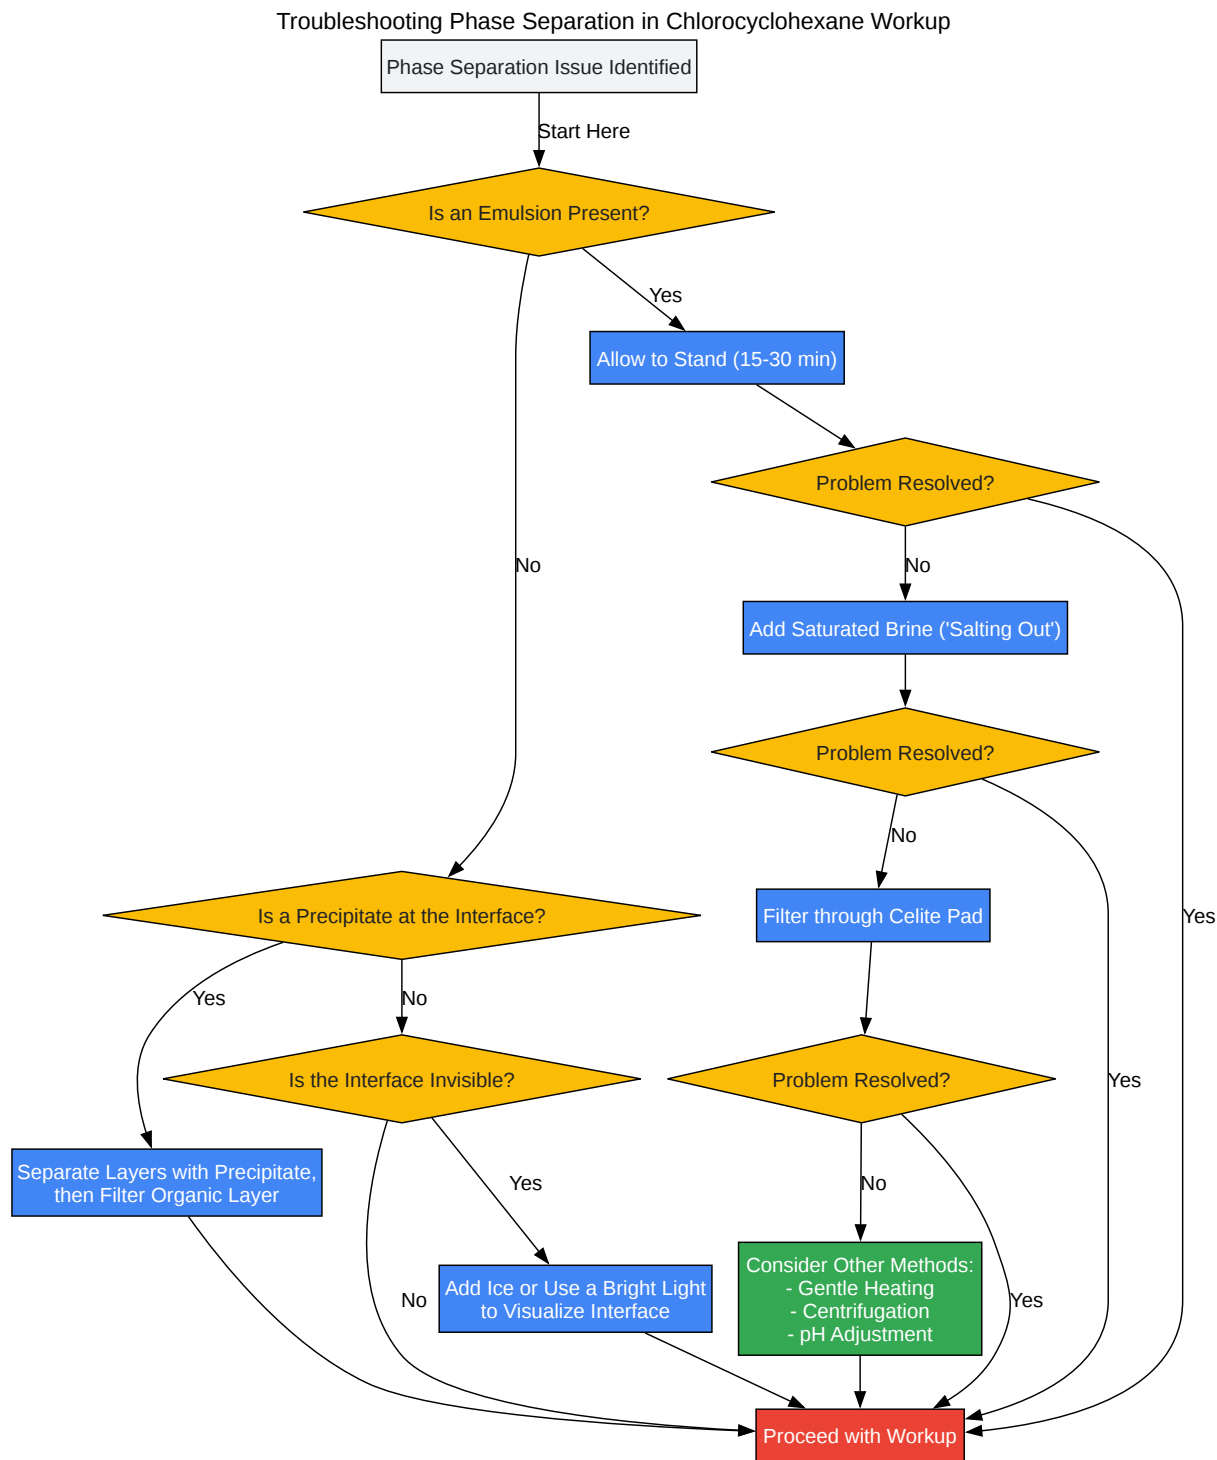 Troubleshooting Phase Separation in Chlorocyclohexane Workup
Phase Separation Issue Identified
Start Here
Is an Emulsion Present?
Yes
Allow to Stand (15-30 min)
Problem Resolved?
No
No
Add Saturated Brine ('Salting Out')
Problem Resolved?
No
Is a Precipitate at the Interface?
Filter through Celite Pad
Yes
Yes
No
Is the Interface Invisible?
Problem Resolved?
Yes
Separate Layers with Precipitate,
then Filter Organic Layer
Yes
No
Add Ice or Use a Bright Light
to Visualize Interface
Consider Other Methods:
- Gentle Heating
- Centrifugation
- pH Adjustment
No
Yes
Proceed with Workup